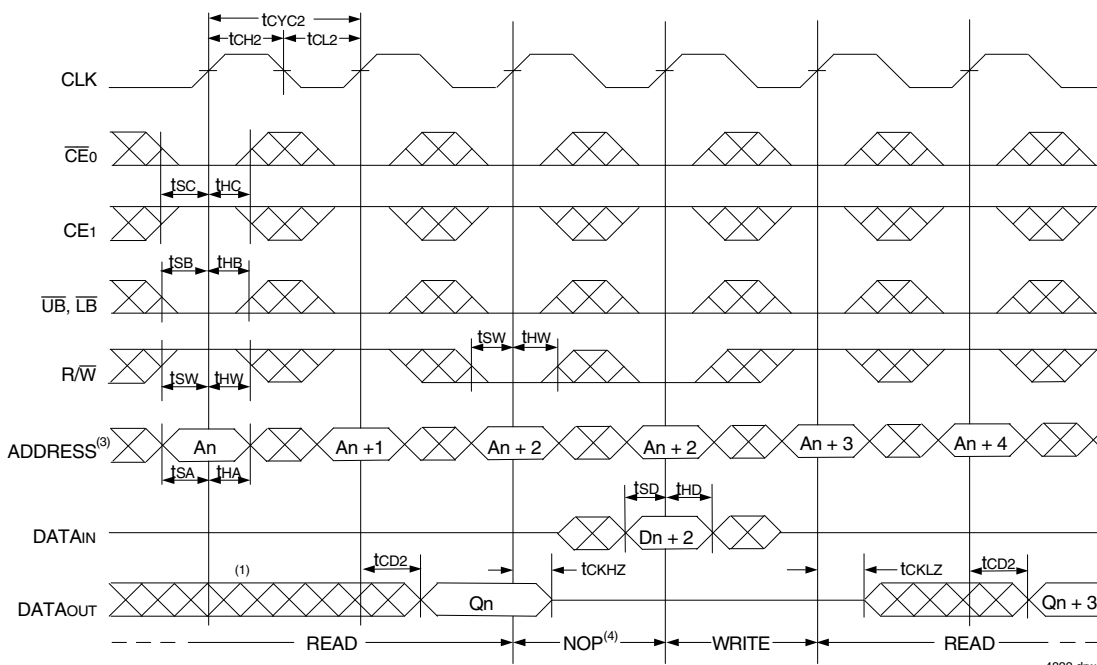 tCYC2
tCH2 tCL2
CLK
CE0
tSC tHC
CE1
tSB tHB
UB, LB
tSW tHW
R/W
tSW tHW
ADDRESS(3) An An +1 An + 2 An + 2 An + 3 An + 4
tSA tHA
tSD tHD
DATAIN Dn + 2
(1) tCD2 tCKHZ tCKLZ tCD2
DATAOUT Qn Qn + 3
READ NOP(4) WRITE READ